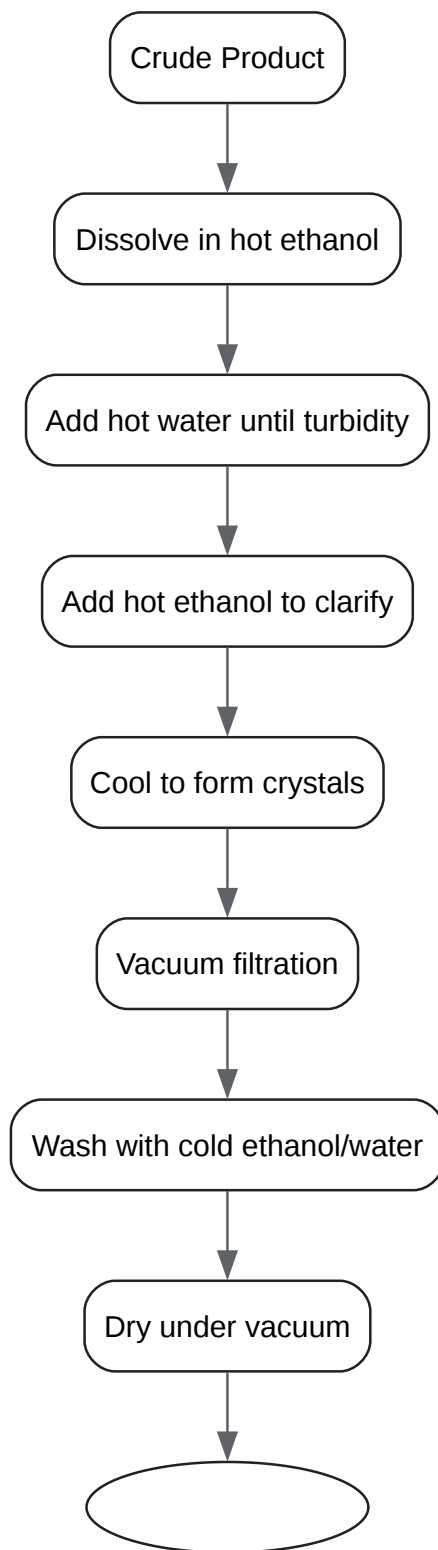 Crude Product
Dissolve in hot ethanol
Add hot water until turbidity
Add hot ethanol to clarify
Cool to form crystals
Vacuum filtration
Wash with cold ethanol/water
Dry under vacuum